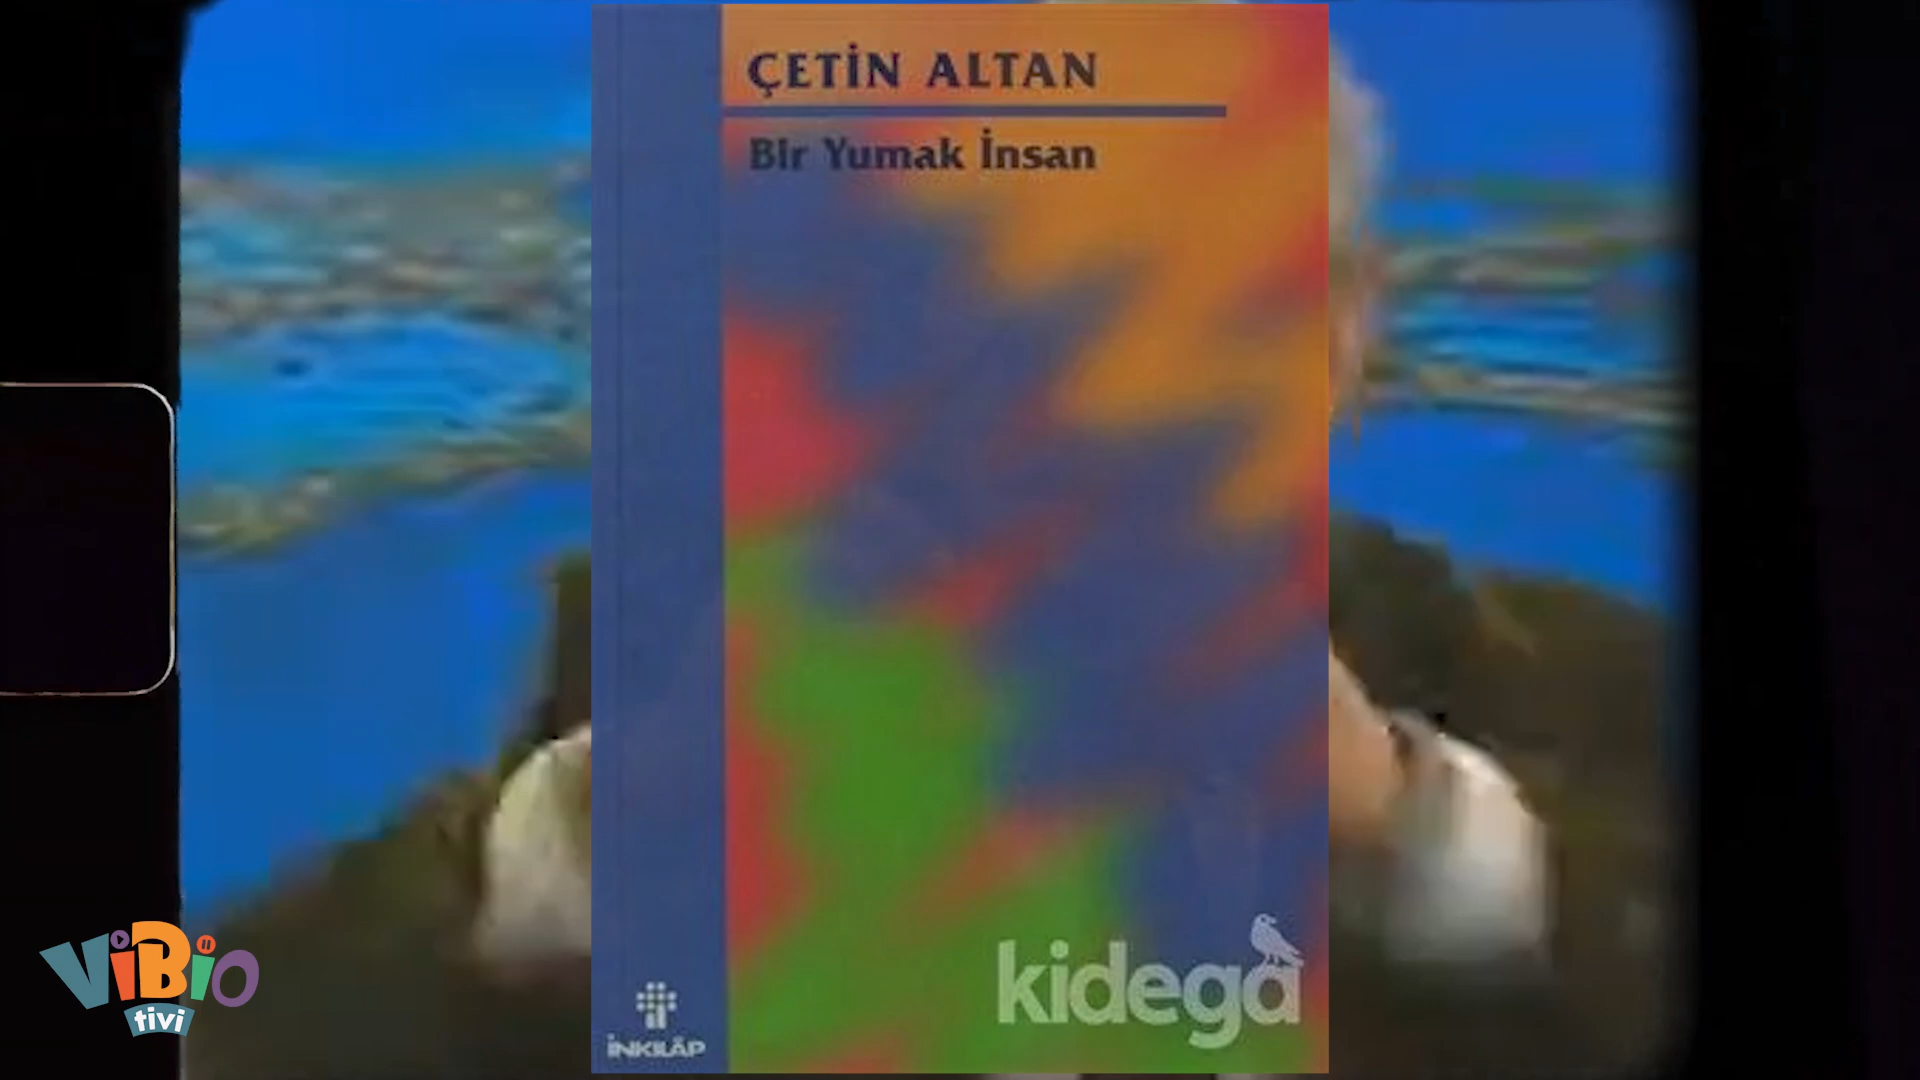 ÇETİN ALTAN
Bir Yumak İnsan
kidega
İNKILÂP
ViBio
tivi